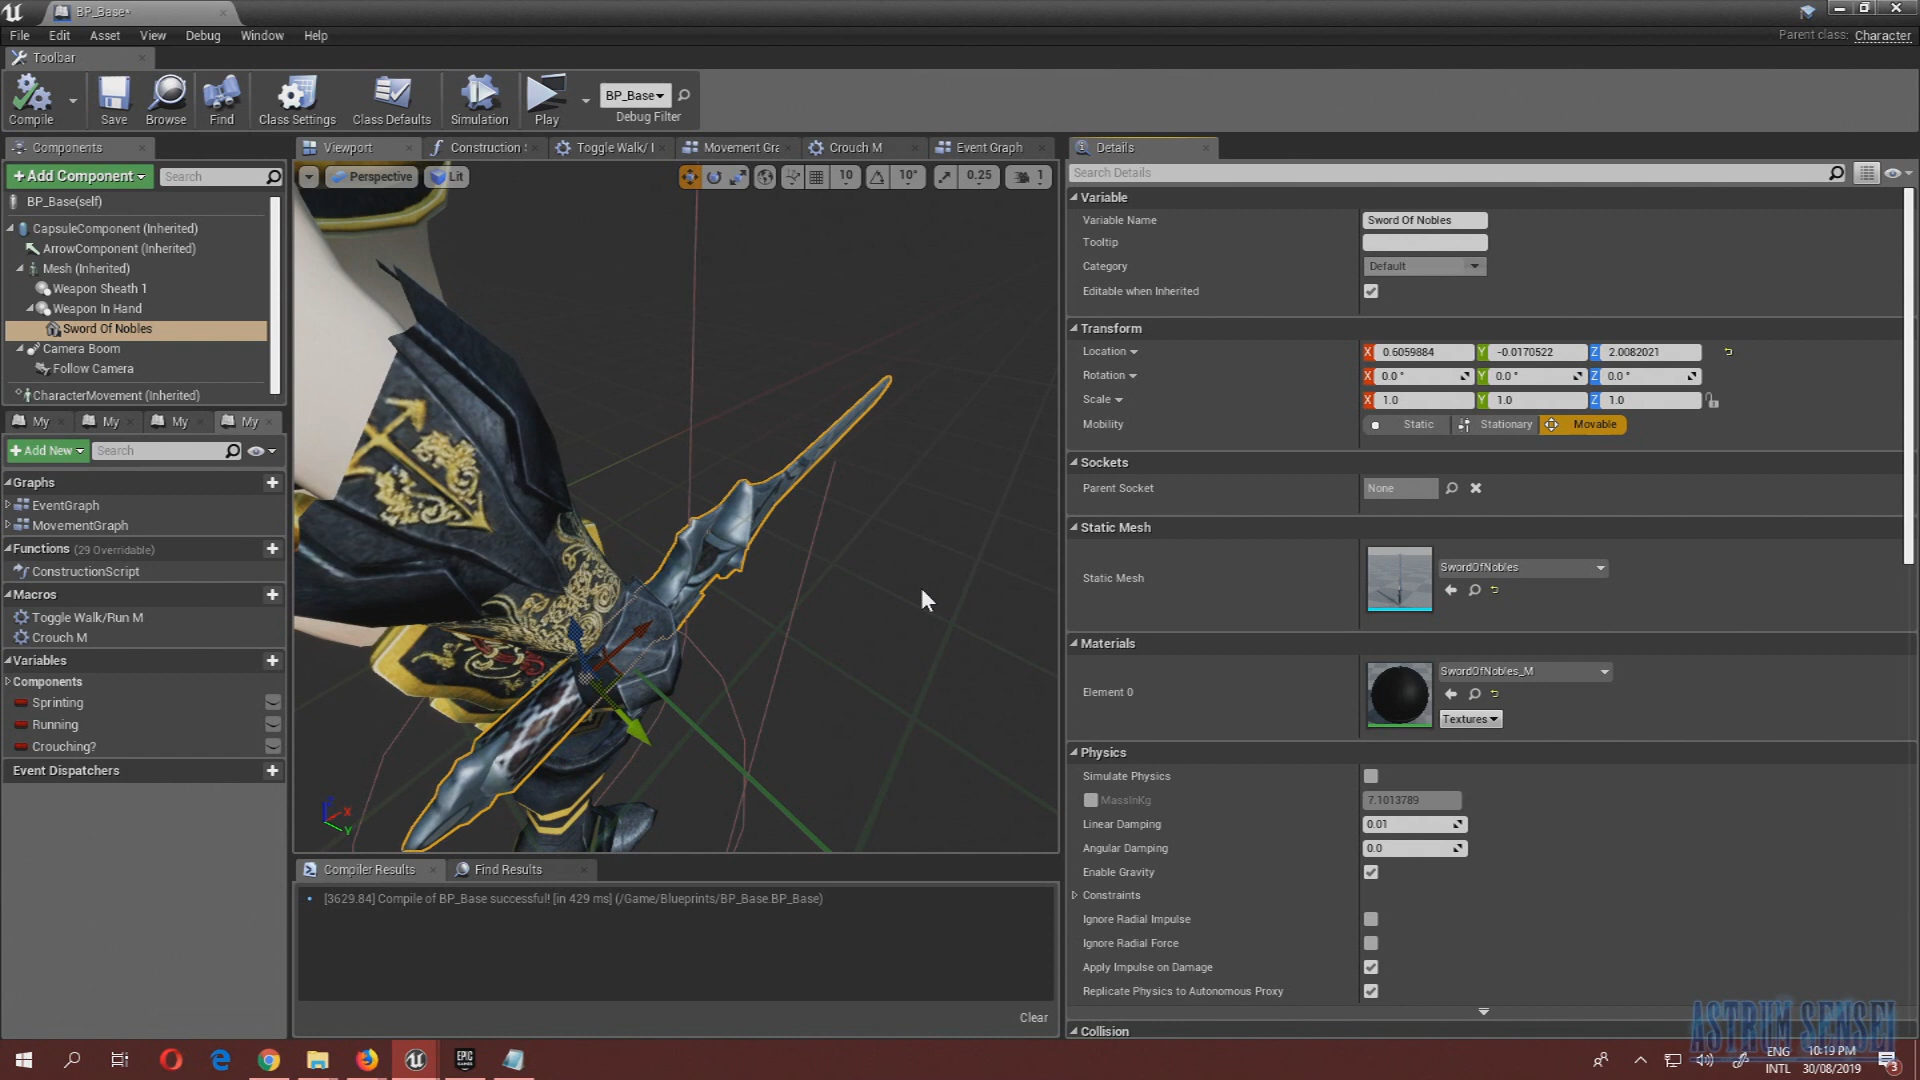 BP_Base*
File Edit Asset View Debug Window Help
Parent class: Character
Toolbar
Compile Save Browse Find Class Settings Class Defaults Simulation Play
BP_Base
Debug Filter
Components
+Add Component
Search
BP_Base(self)
CapsuleComponent (Inherited)
ArrowComponent (Inherited)
Mesh (Inherited)
Weapon Sheath 1
Weapon In Hand
Sword Of Nobles
Camera Boom
Follow Camera
CharacterMovement (Inherited)
My My My My
+Add New
Search
Graphs
EventGraph
MovementGraph
Functions (29 Overridable)
ConstructionScript
Macros
Toggle Walk/Run M
Crouch M
Variables
Components
Sprinting
Running
Crouching?
Event Dispatchers
Viewport Construction Toggle Walk/ Movement Gra Crouch M Event Graph
Perspective Lit 10 10° 0.25 1
Z X Y
Compiler Results Find Results
[3629.84] Compile of BP_Base successful! [in 429 ms] (/Game/Blueprints/BP_Base.BP_Base)
Clear
Details
Search Details
Variable
Variable Name Sword Of Nobles
Tooltip
Category Default
Editable when Inherited
Transform
Location X 0.6059884 Y -0.0170522 Z 2.0082021
Rotation X 0.0 ° Y 0.0 ° Z 0.0 °
Scale X 1.0 Y 1.0 Z 1.0
Mobility Static Stationary Movable
Sockets
Parent Socket None
Static Mesh
Static Mesh SwordOfNobles
Materials
Element 0 SwordOfNobles_M
Textures
Physics
Simulate Physics
MassInKg 7.1013789
Linear Damping 0.01
Angular Damping 0.0
Enable Gravity
Constraints
Ignore Radial Impulse
Ignore Radial Force
Apply Impulse on Damage
Replicate Physics to Autonomous Proxy
Collision
ASTRUM SENSEI
EPIC GAMES
ENG
INTL
10:19 PM
30/08/2019
3